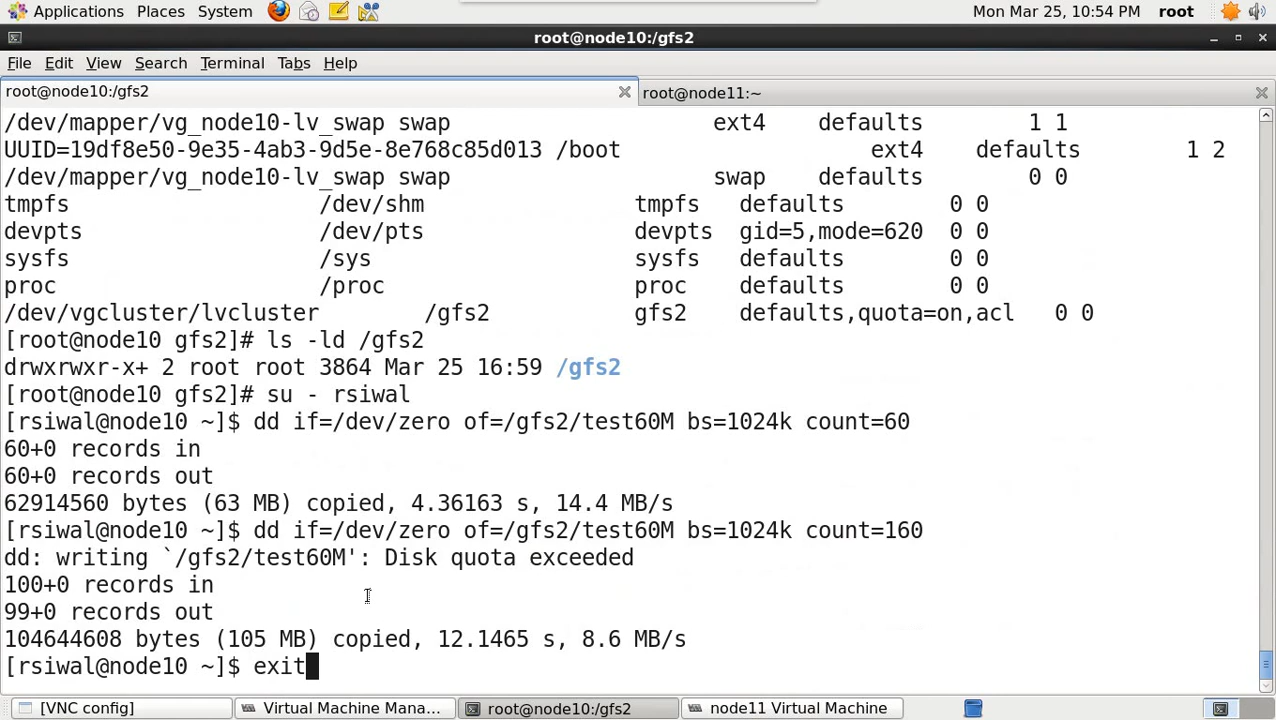 Applications Places System Mon Mar 25, 10:54 PM root
root@node10:/gfs2
File Edit View Search Terminal Tabs Help
root@node10:/gfs2 root@node11:~
/dev/mapper/vg_node10-lv_swap swap ext4 defaults 1 1
UUID=19df8e50-9e35-4ab3-9d5e-8e768c85d013 /boot ext4 defaults 1 2
/dev/mapper/vg_node10-lv_swap swap swap defaults 0 0
tmpfs /dev/shm tmpfs defaults 0 0
devpts /dev/pts devpts gid=5,mode=620 0 0
sysfs /sys sysfs defaults 0 0
proc /proc proc defaults 0 0
/dev/vgcluster/lvcluster /gfs2 gfs2 defaults,quota=on,acl 0 0
[root@node10 gfs2]# ls -ld /gfs2
drwxrwxr-x+ 2 root root 3864 Mar 25 16:59 /gfs2
[root@node10 gfs2]# su - rsiwal
[rsiwal@node10 ~]$ dd if=/dev/zero of=/gfs2/test60M bs=1024k count=60
60+0 records in
60+0 records out
62914560 bytes (63 MB) copied, 4.36163 s, 14.4 MB/s
[rsiwal@node10 ~]$ dd if=/dev/zero of=/gfs2/test60M bs=1024k count=160
dd: writing `/gfs2/test60M': Disk quota exceeded
100+0 records in
99+0 records out
104644608 bytes (105 MB) copied, 12.1465 s, 8.6 MB/s
[rsiwal@node10 ~]$ exit
[VNC config] Virtual Machine Mana... root@node10:/gfs2 node11 Virtual Machine